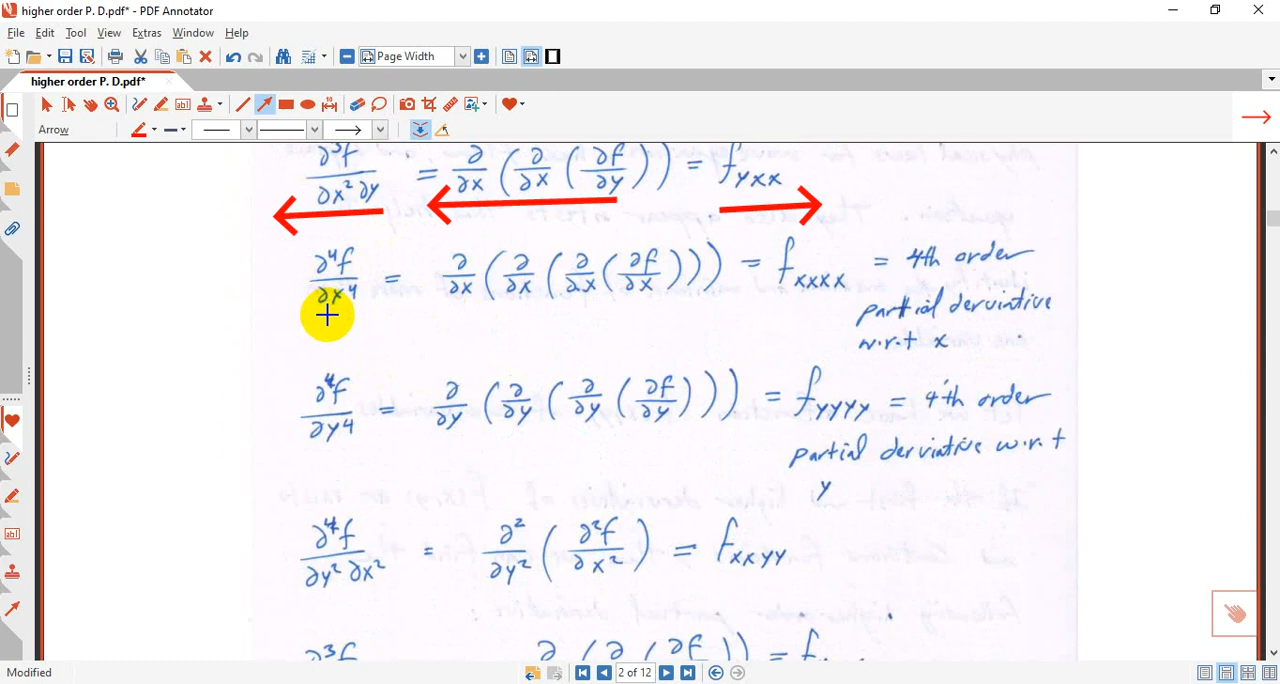 higher order P. D.pdf* - PDF Annotator
File Edit Tool View Extras Window Help
Page Width
higher order P. D.pdf*
Arrow
∂³f/∂x²∂y = ∂/∂x (∂/∂x (∂f/∂y)) = f_yxx
∂⁴f/∂x⁴ = ∂/∂x (∂/∂x (∂/∂x (∂f/∂x))) = f_xxxx = 4th order
partial derviative
w.r.t x
∂⁴f/∂y⁴ = ∂/∂y (∂/∂y (∂/∂y (∂f/∂y))) = f_yyyy = 4th order
partial derviative w.r.t
y
∂⁴f/∂y²∂x² = ∂²/∂y² (∂²f/∂x²) = f_xxyy
Modified
2 of 12